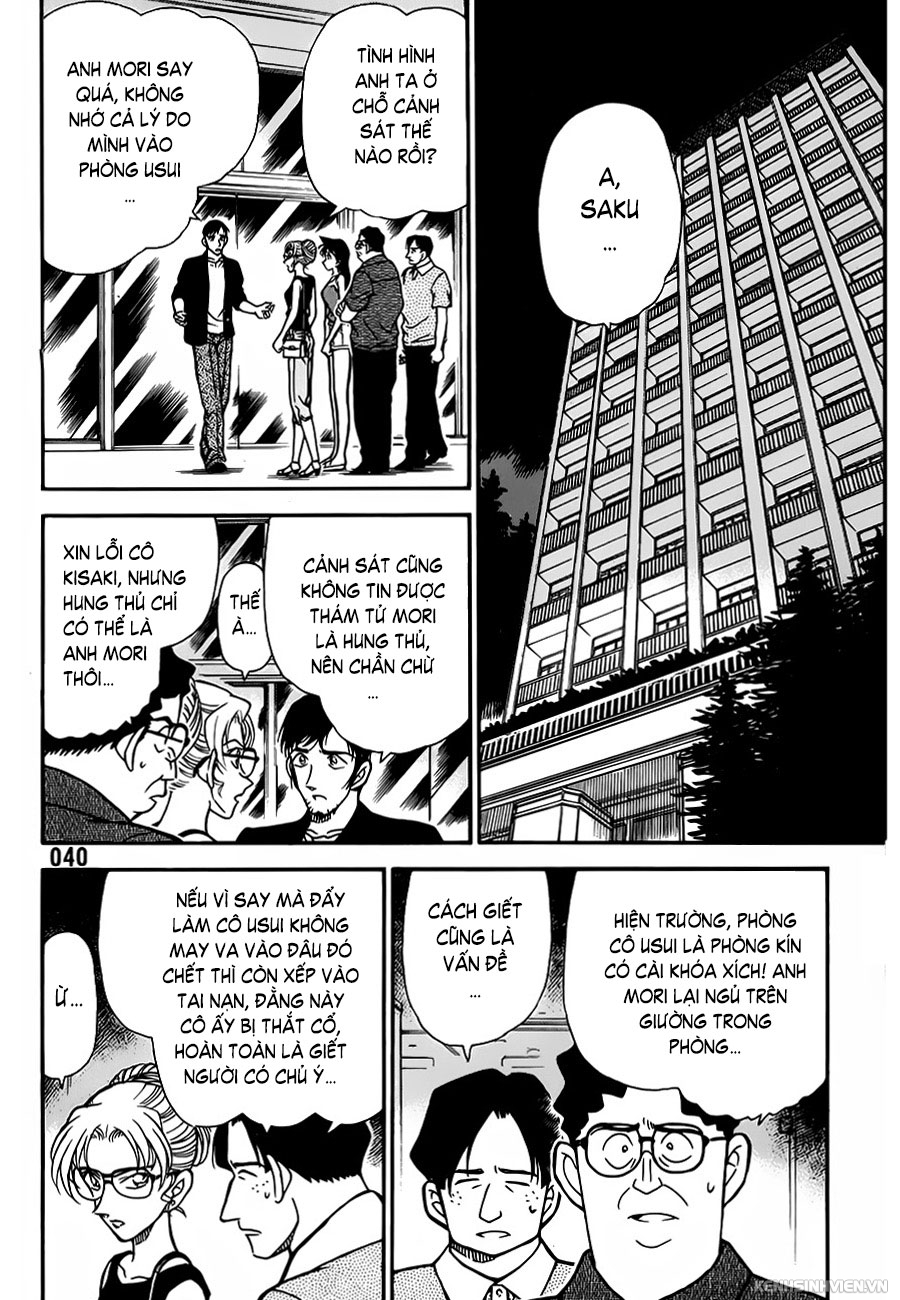 A,
SAKU
...
TÌNH HÌNH
ANH TA Ở
CHỖ CẢNH
SÁT THẾ
NÀO RỒI?
ANH MORI SAY
QUÁ, KHÔNG
NHỚ CẢ LÝ DO
MÌNH VÀO
PHÒNG USUI
...
CẢNH SÁT CŨNG
KHÔNG TIN ĐƯỢC
THÁM TỬ MORI
LÀ HUNG THỦ,
NÊN CHẦN CHỪ
...
THẾ
À...
XIN LỖI CÔ
KISAKI, NHƯNG
HUNG THỦ CHỈ
CÓ THỂ LÀ
ANH MORI
THÔI...
040
HIỆN TRƯỜNG, PHÒNG
CÔ USUI LÀ PHÒNG KÍN
CÓ CÀI KHÓA XÍCH! ANH
MORI LẠI NGỦ TRÊN
GIƯỜNG TRONG
PHÒNG...
CÁCH GIẾT
CŨNG LÀ
VẤN ĐỀ
...
NẾU VÌ SAY MÀ ĐẨY
LÀM CÔ USUI KHÔNG
MAY VA VÀO ĐÂU ĐÓ
CHẾT THÌ CÒN XẾP VÀO
TAI NẠN, ĐẰNG NÀY
CÔ ẤY BỊ THẮT CỔ,
HOÀN TOÀN LÀ GIẾT
NGƯỜI CÓ CHỦ Ý...
Ừ...
KENHSINHVIEN.VN